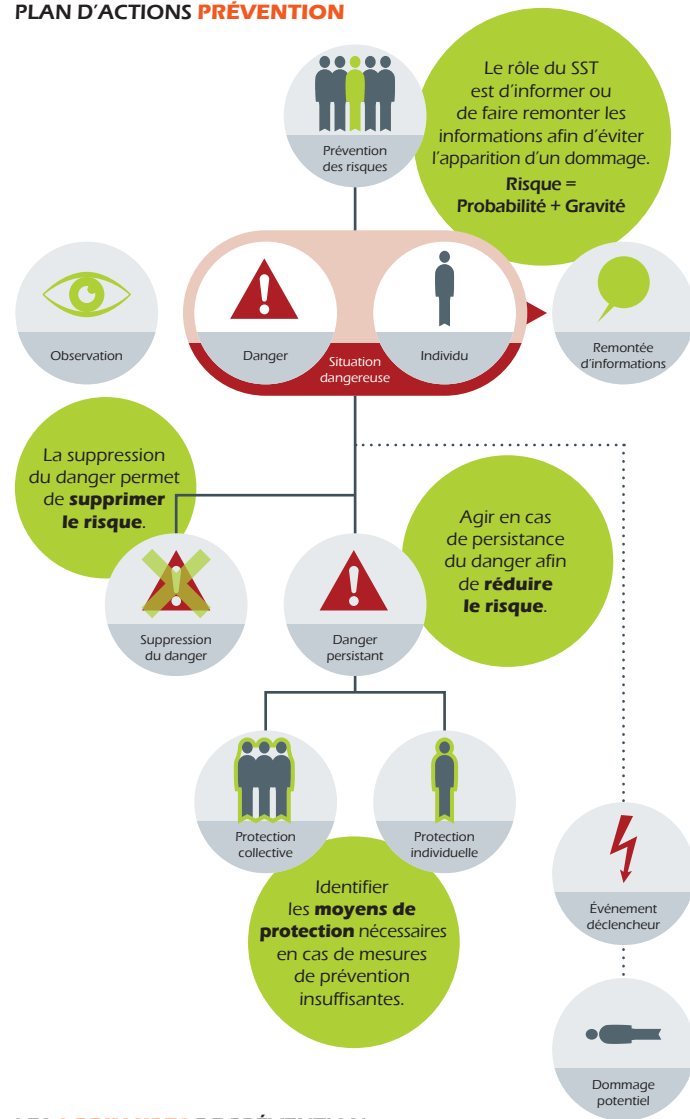 PLAN D'ACTIONS PRÉVENTION
Le rôle du SST
est d'informer ou
de faire remonter les
informations afin d'éviter
l'apparition d'un dommage.
Risque =
Probabilité + Gravité
Prévention
des risques
Observation
Danger
Situation
dangereuse
Individu
Remontée
d'informations
La suppression
du danger permet
de supprimer
le risque.
Agir en cas
de persistance
du danger afin
de réduire
le risque.
Suppression
du danger
Danger
persistant
Protection
collective
Protection
individuelle
Identifier
les moyens de
protection nécessaires
en cas de mesures
de prévention
insuffisantes.
Événement
déclencheur
Dommage
potentiel